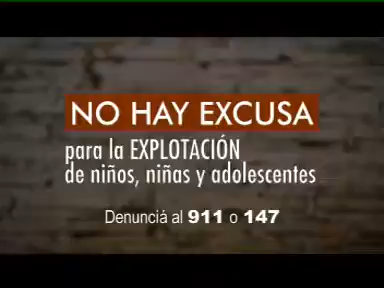 NO HAY EXCUSA
para la EXPLOTACIÓN
de niños, niñas y adolescentes
Denunciá al 911 o 147